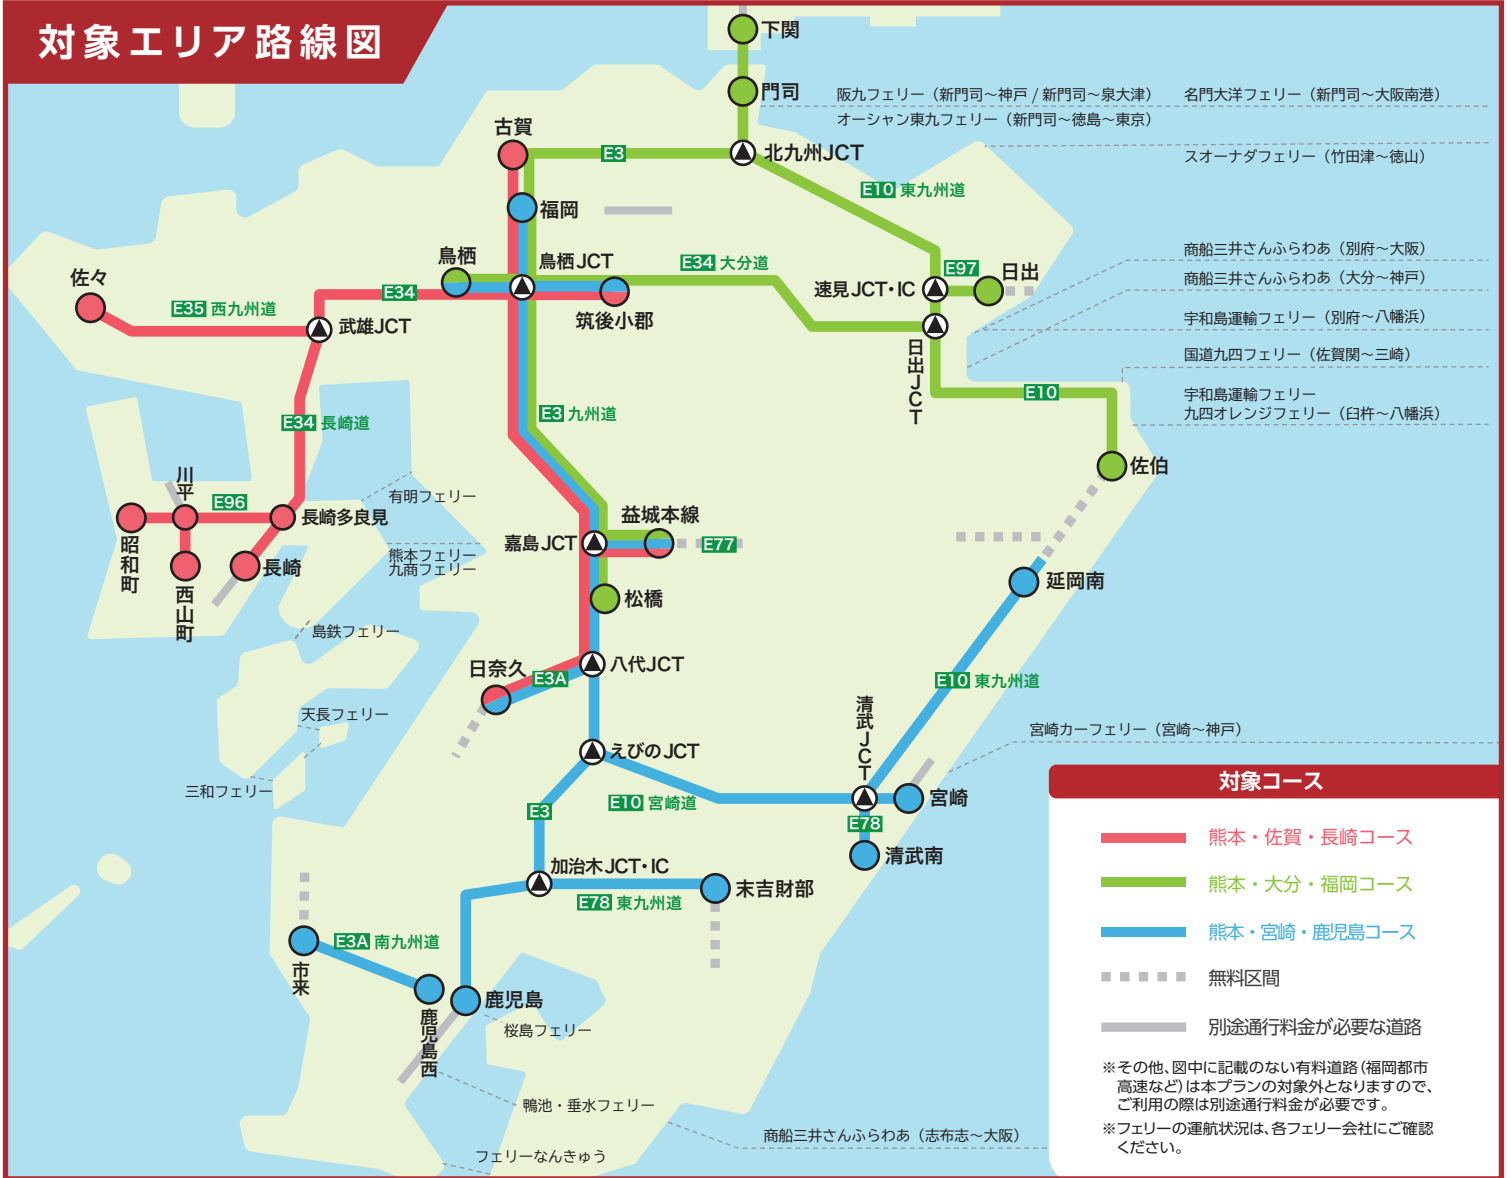 対象エリア路線図
下関
門司
阪九フェリー（新門司～神戸 / 新門司～泉大津）
名門大洋フェリー（新門司～大阪南港）
オーシャン東九フェリー（新門司～徳島～東京）
古賀
E3
北九州JCT
スオーナダフェリー（竹田津～徳山）
E10 東九州道
福岡
商船三井さんふらわあ（別府～大阪）
鳥栖
鳥栖JCT
E34 大分道
E97
日出
佐々
商船三井さんふらわあ（大分～神戸）
速見JCT・IC
E34
E35 西九州道
筑後小郡
武雄JCT
宇和島運輸フェリー（別府～八幡浜）
日出JCT
国道九四フェリー（佐賀関～三崎）
E10
宇和島運輸フェリー
九四オレンジフェリー（臼杵～八幡浜）
E3 九州道
E34 長崎道
佐伯
川平
有明フェリー
E96
長崎多良見
益城本線
嘉島JCT
E77
昭和町
熊本フェリー
九商フェリー
長崎
西山町
延岡南
松橋
島鉄フェリー
日奈久
八代JCT
E3A
E10 東九州道
天長フェリー
清武JCT
宮崎カーフェリー（宮崎～神戸）
えびのJCT
三和フェリー
E3
E10 宮崎道
宮崎
E78
清武南
加治木JCT・IC
末吉財部
E78 東九州道
E3A 南九州道
市来
鹿児島
鹿児島西
桜島フェリー
鴨池・垂水フェリー
商船三井さんふらわあ（志布志～大阪）
フェリーなんきゅう
対象コース
熊本・佐賀・長崎コース
熊本・大分・福岡コース
熊本・宮崎・鹿児島コース
無料区間
別途通行料金が必要な道路
※その他、図中に記載のない有料道路（福岡都市
高速など）は本プランの対象外となりますので、
ご利用の際は別途通行料金が必要です。
※フェリーの運航状況は、各フェリー会社にご確認
ください。